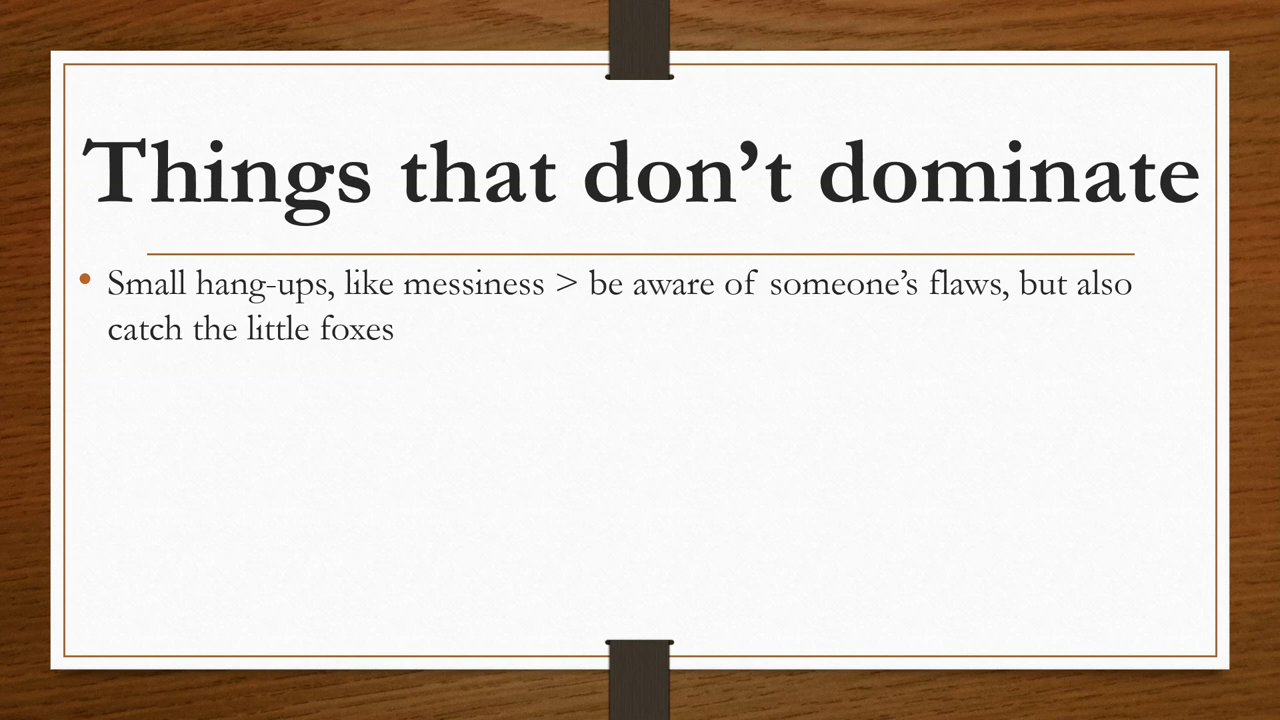 Things that don’t dominate
• Small hang-ups, like messiness > be aware of someone’s flaws, but also
catch the little foxes